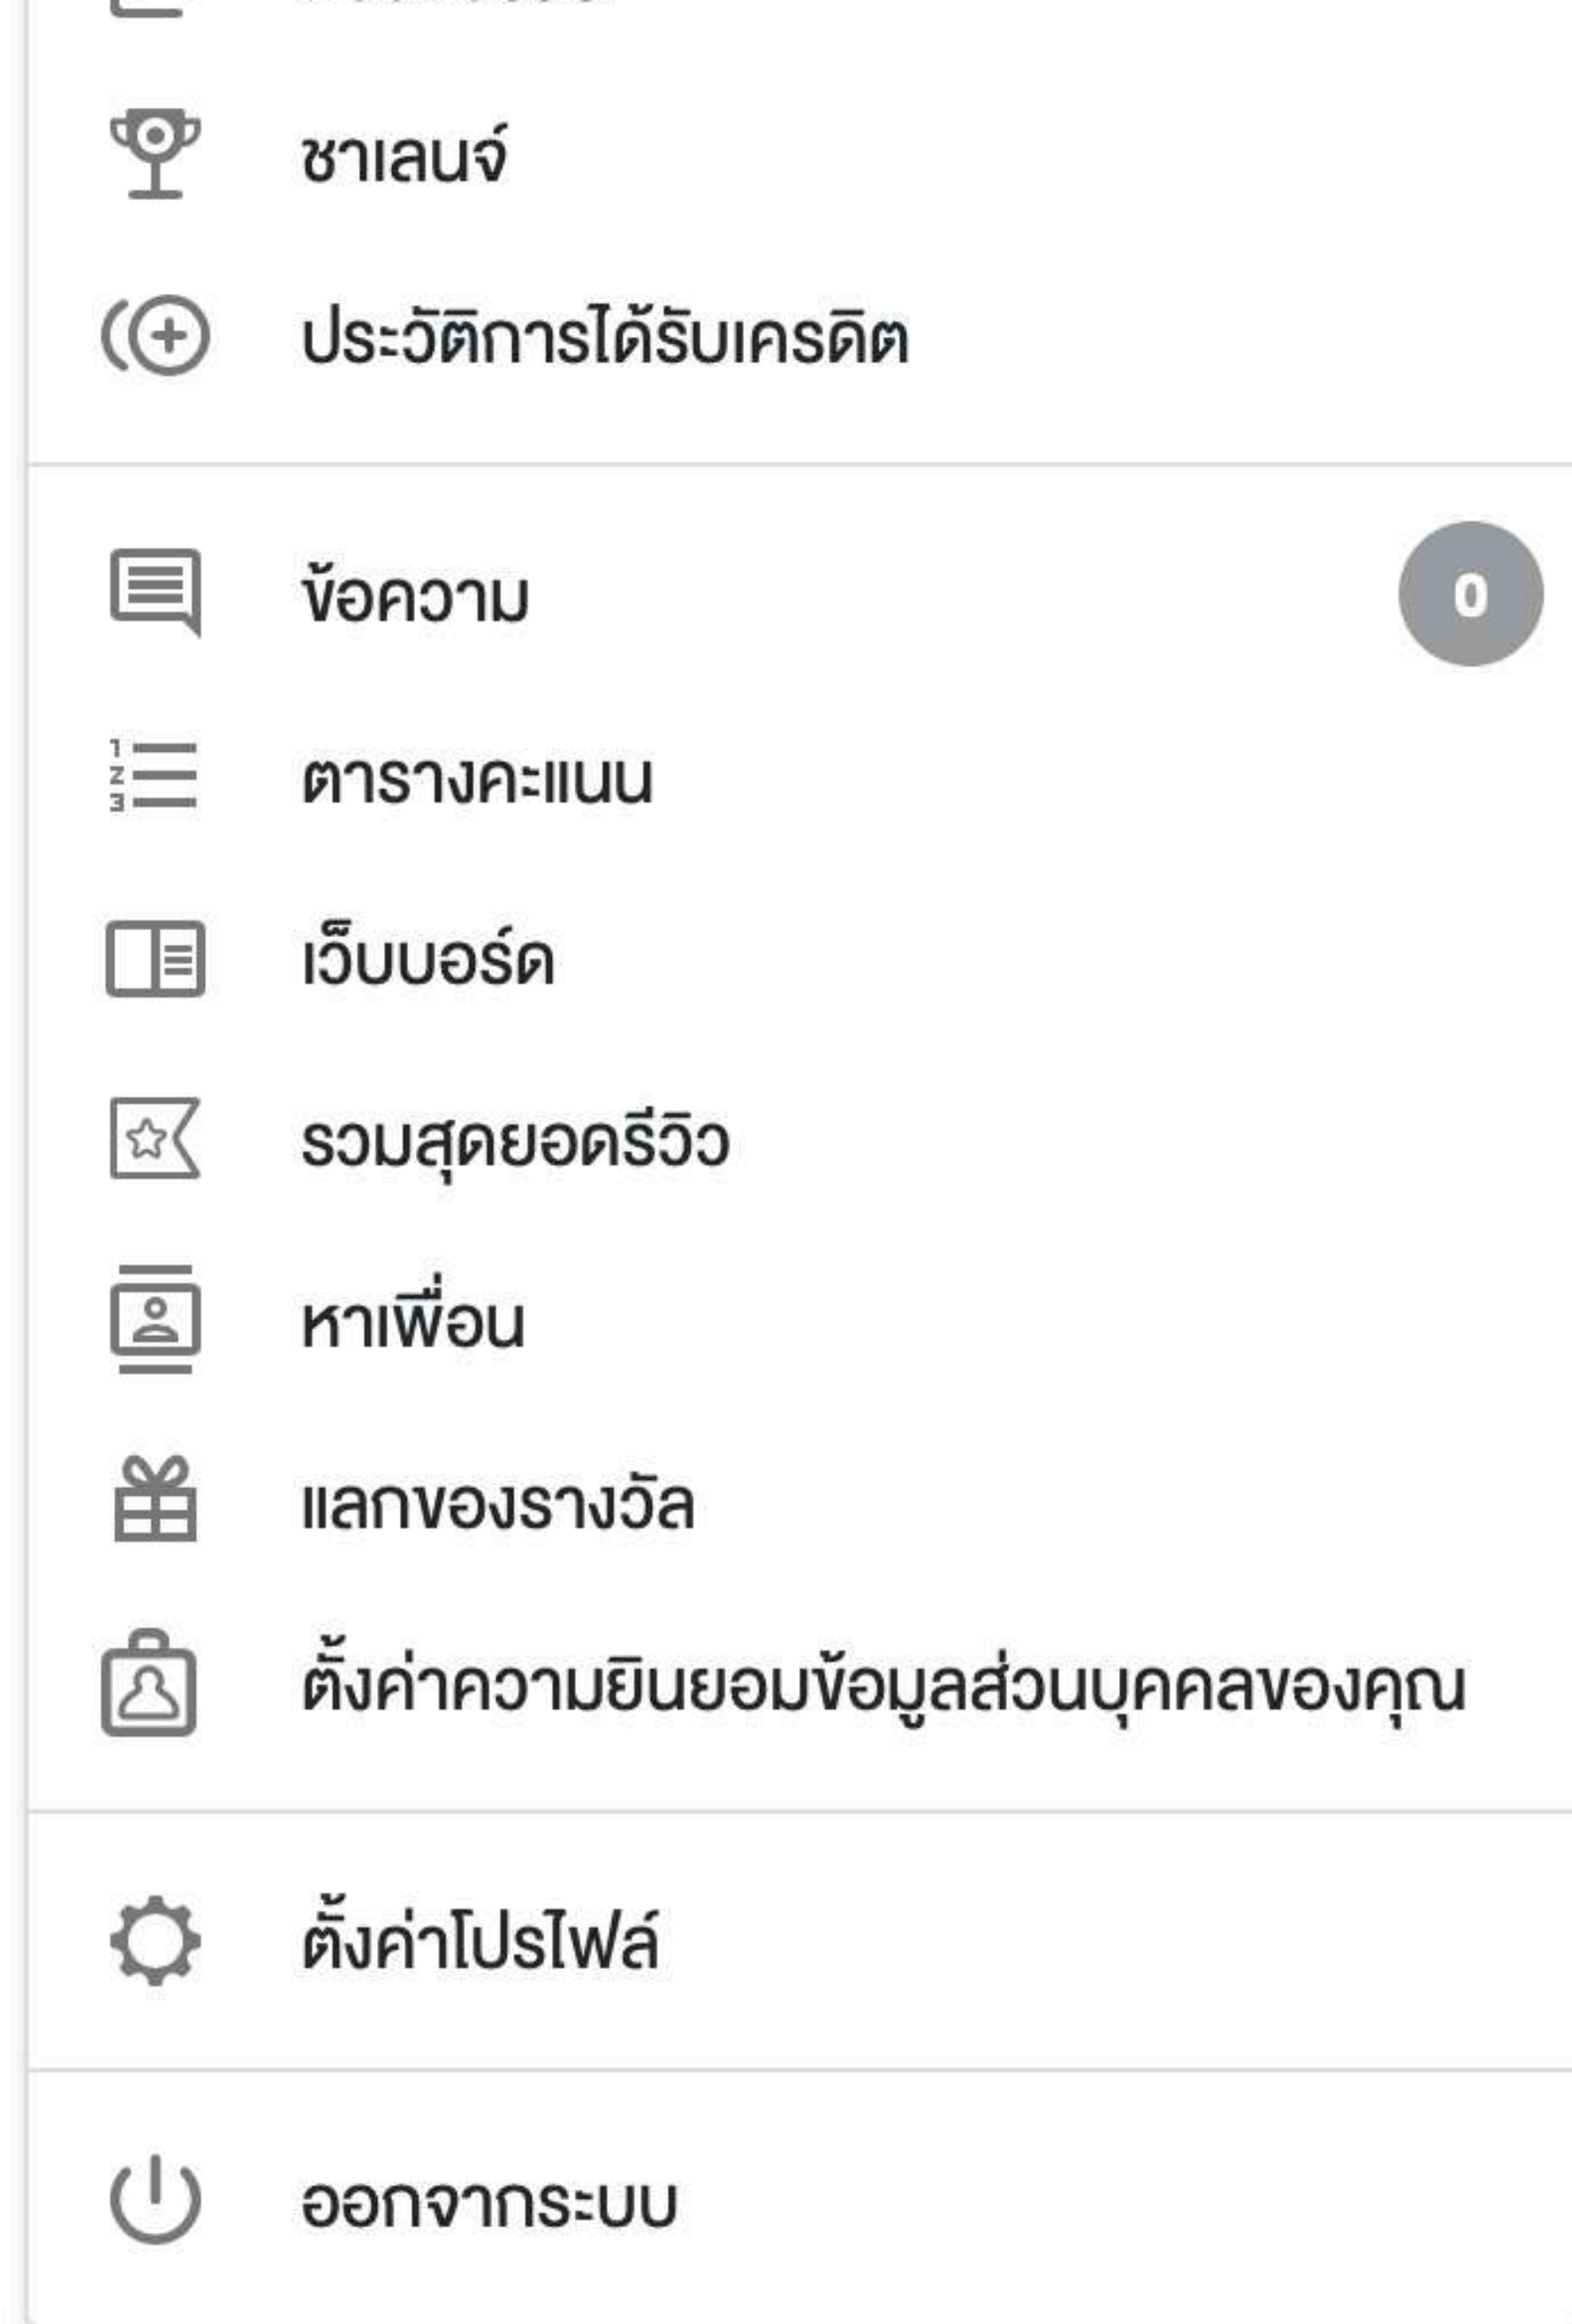 ชาเลนจ์
ประวัติการได้รับเครดิต
ข้อความ
0
ตารางคะแนน
เว็บบอร์ด
รวมสุดยอดรีวิว
หาเพื่อน
แลกของรางวัล
ตั้งค่าความยินยอมข้อมูลส่วนบุคคลของคุณ
ตั้งค่าโปรไฟล์
ออกจากระบบ